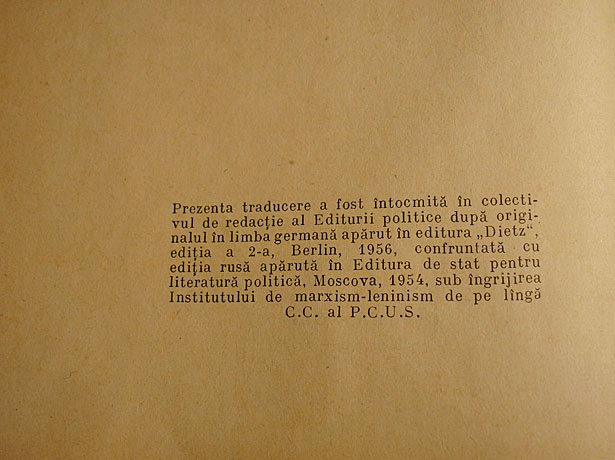 Prezenta traducere a fost întocmită în colecti-
vul de redacție al Editurii politice după origi-
nalul în limba germană apărut în editura „Dietz“,
ediția a 2-a, Berlin, 1956, confruntată cu
ediția rusă apărută în Editura de stat pentru
literatură politică, Moscova, 1954, sub îngrijirea
Institutului de marxism-leninism de pe lîngă
C.C. al P.C.U.S.